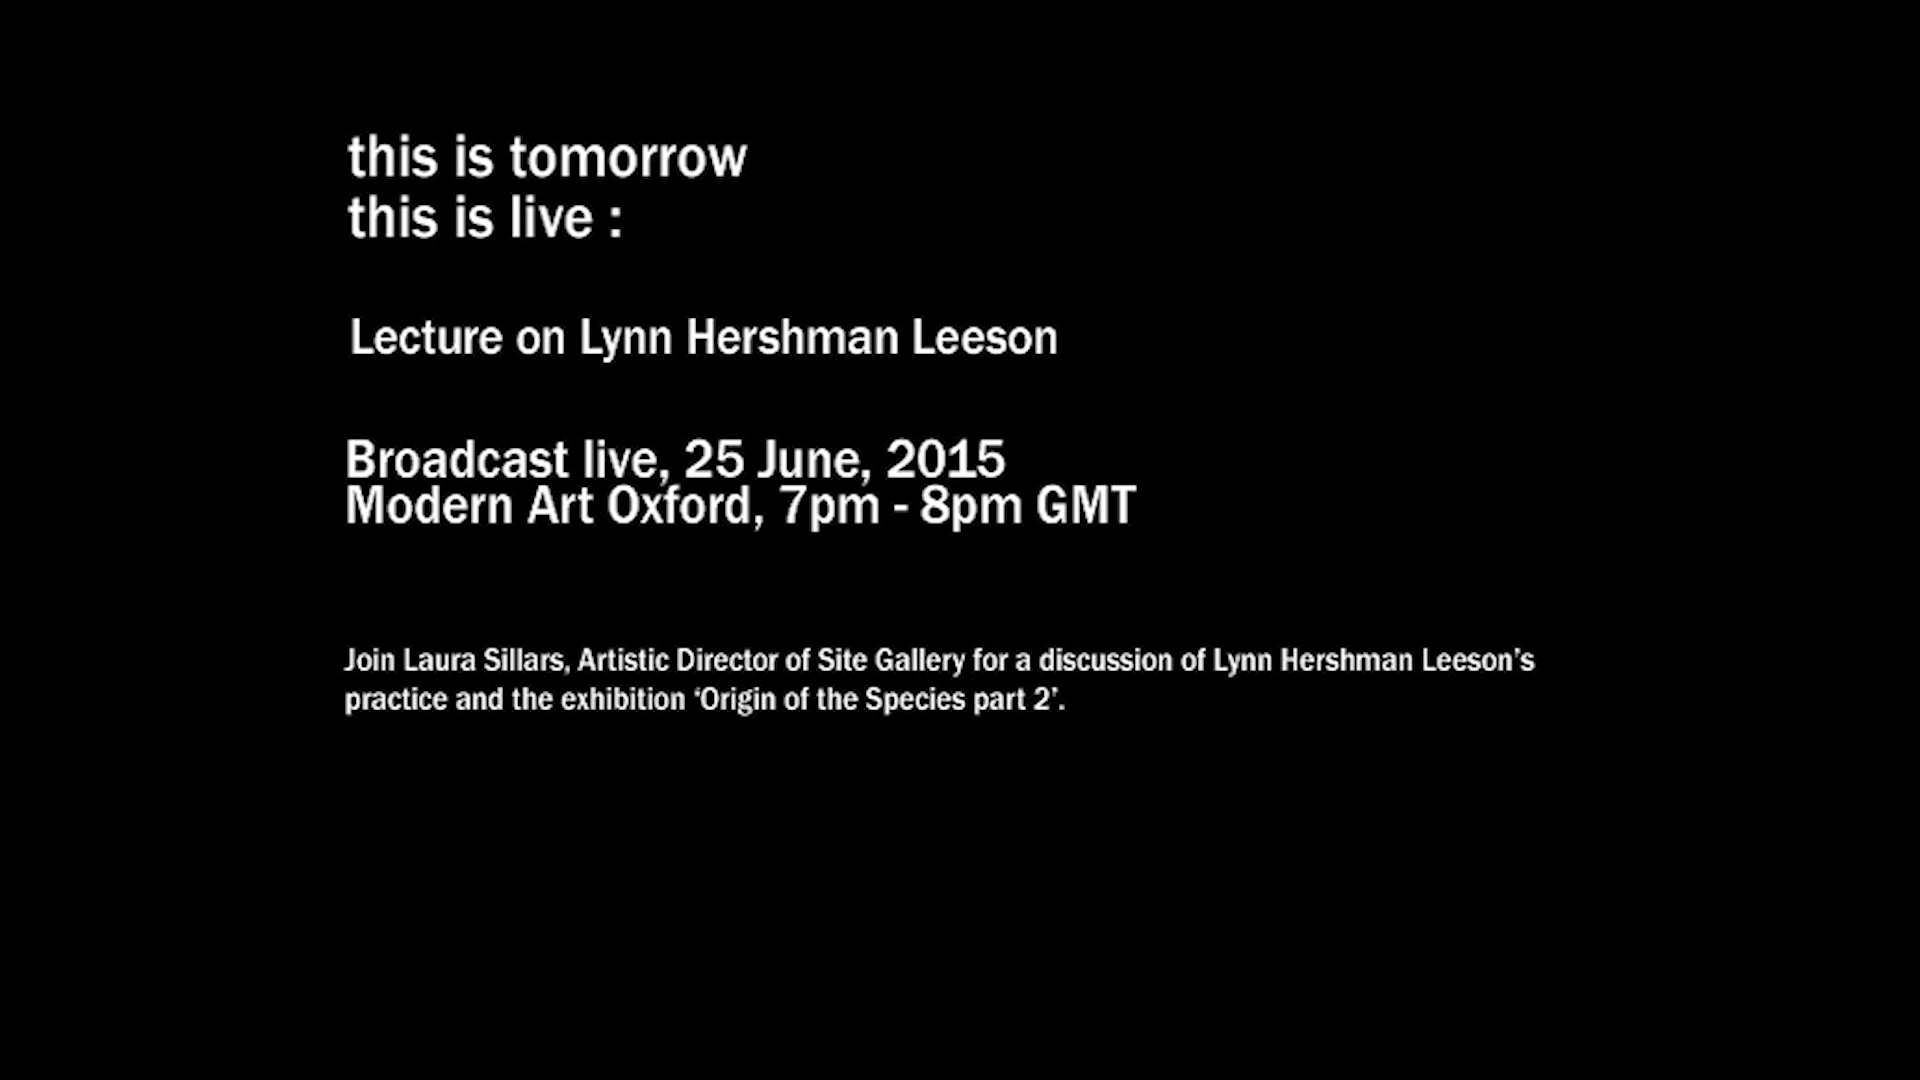 this is tomorrow
this is live :
Lecture on Lynn Hershman Leeson
Broadcast live, 25 June, 2015
Modern Art Oxford, 7pm - 8pm GMT
Join Laura Sillars, Artistic Director of Site Gallery for a discussion of Lynn Hershman Leeson’s
practice and the exhibition ‘Origin of the Species part 2’.